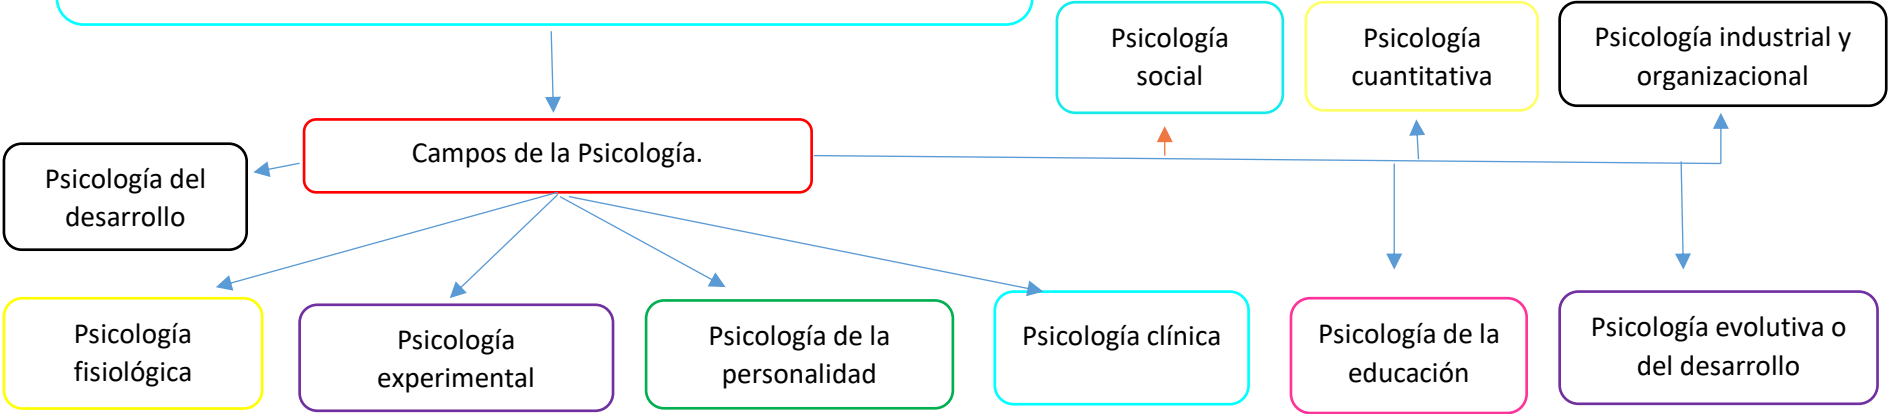 Psicología
social
Psicología
cuantitativa
Psicología industrial y
organizacional
Campos de la Psicología.
Psicología del
desarrollo
Psicología
fisiológica
Psicología
experimental
Psicología de la
personalidad
Psicología clínica
Psicología de la
educación
Psicología evolutiva o
del desarrollo